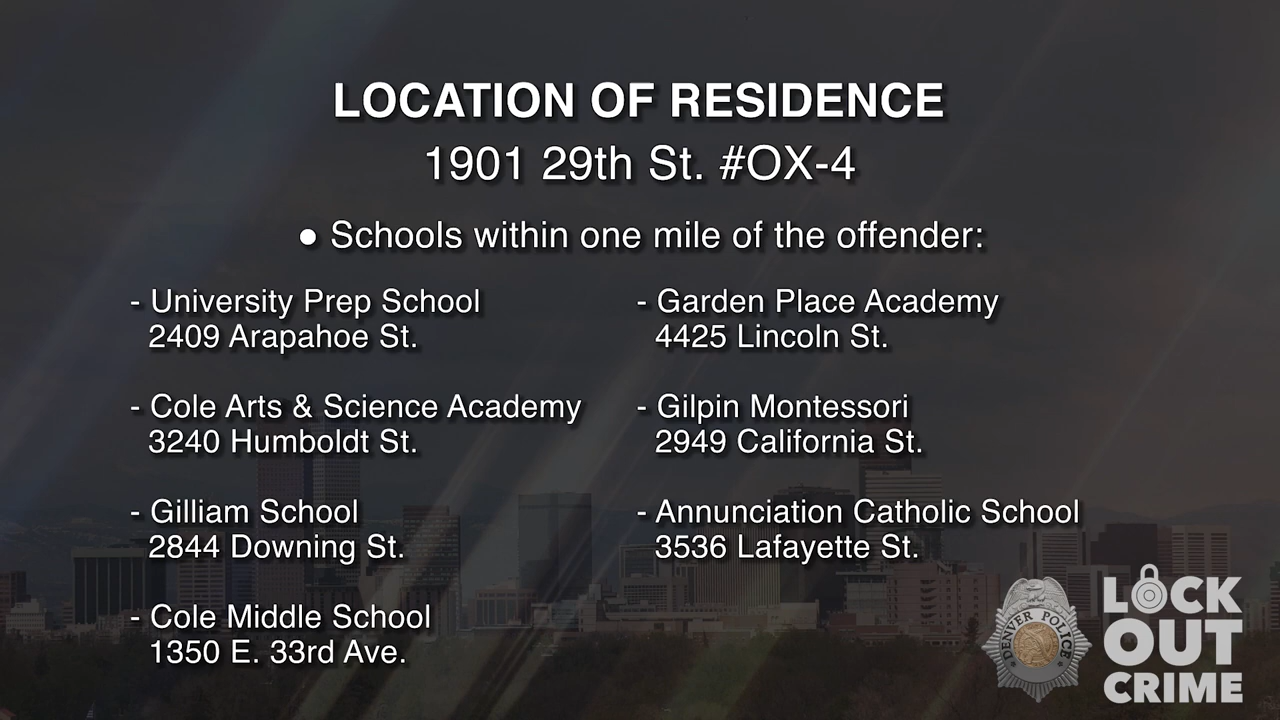 LOCATION OF RESIDENCE
1901 29th St. #OX-4
● Schools within one mile of the offender:
- University Prep School
2409 Arapahoe St.
- Cole Arts & Science Academy
3240 Humboldt St.
- Gilliam School
2844 Downing St.
- Cole Middle School
1350 E. 33rd Ave.
- Garden Place Academy
4425 Lincoln St.
- Gilpin Montessori
2949 California St.
- Annunciation Catholic School
3536 Lafayette St.
DENVER POLICE
LOCK
OUT
CRIME